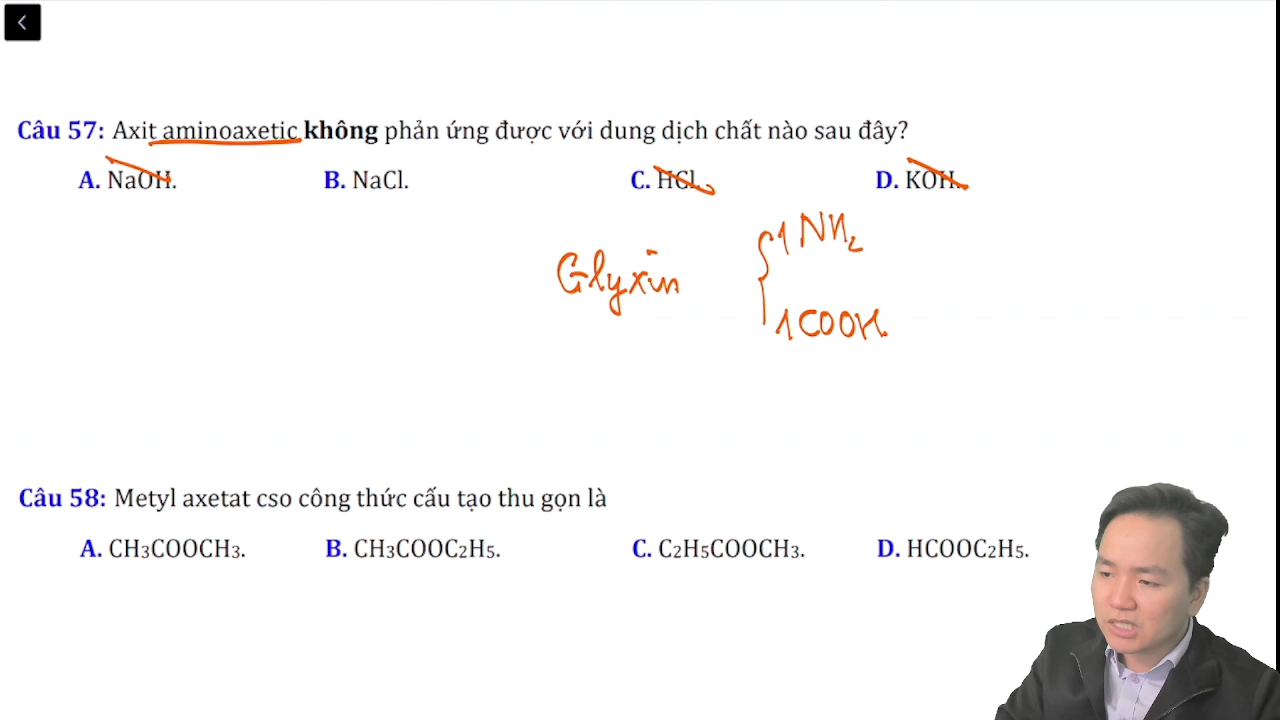 Câu 57: Axit aminoaxetic không phản ứng được với dung dịch chất nào sau đây?
A. NaOH. B. NaCl. C. HCl. D. KOH.
Glyxin
1 NH2
1 COOH.
Câu 58: Metyl axetat cso công thức cấu tạo thu gọn là
A. CH3COOCH3. B. CH3COOC2H5. C. C2H5COOCH3. D. HCOOC2H5.